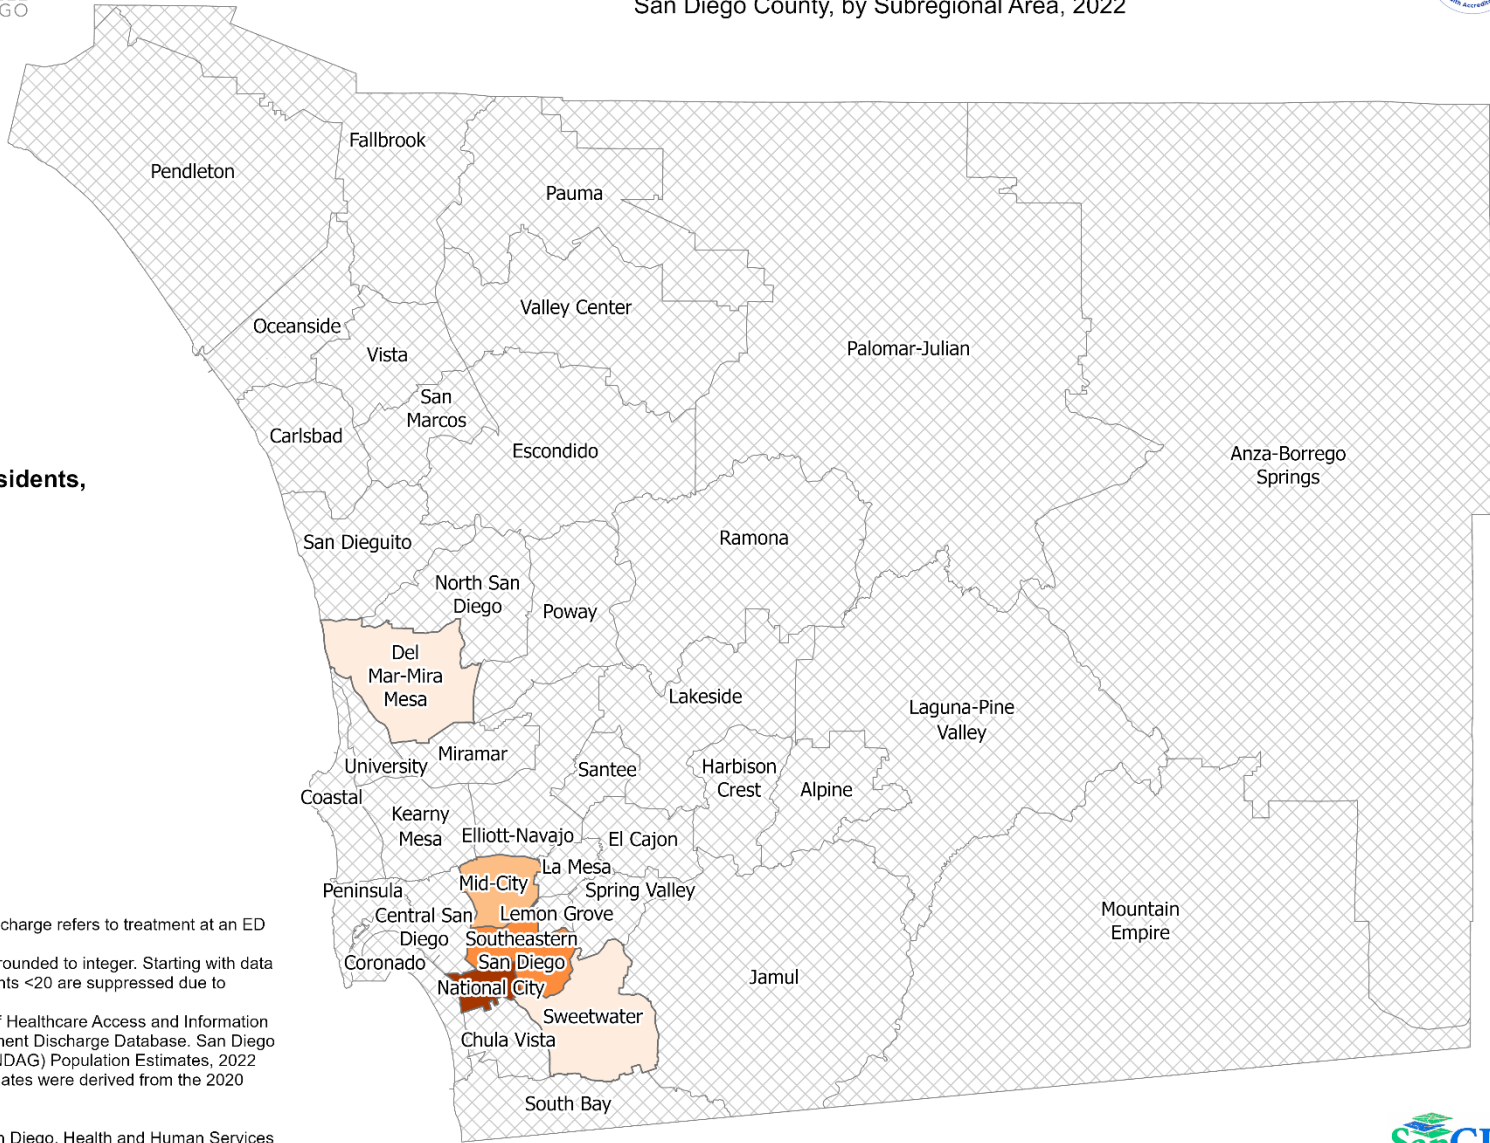 GO
San Diego County, by Subregional Area, 2022
Fallbrook
Pendleton
Pauma
Valley Center
Oceanside
Vista
Palomar-Julian
San
Marcos
Carlsbad
Escondido
Anza-Borrego
Springs
sidents,
San Dieguito
Ramona
North San
Diego
Poway
Del
Mar-Mira
Mesa
Lakeside
Laguna-Pine
Valley
Miramar
University
Santee
Harbison
Crest
Alpine
Coastal
Kearny
Mesa
Elliott-Navajo
El Cajon
La Mesa
Mid-City
Peninsula
Spring Valley
Central San
Diego
Lemon Grove
Mountain
Empire
Southeastern
San Diego
Coronado
Jamul
National City
Sweetwater
Chula Vista
South Bay
charge refers to treatment at an ED
rounded to integer. Starting with data
nts <20 are suppressed due to
f Healthcare Access and Information
nent Discharge Database. San Diego
NDAG) Population Estimates, 2022
ates were derived from the 2020
n Diego, Health and Human Services